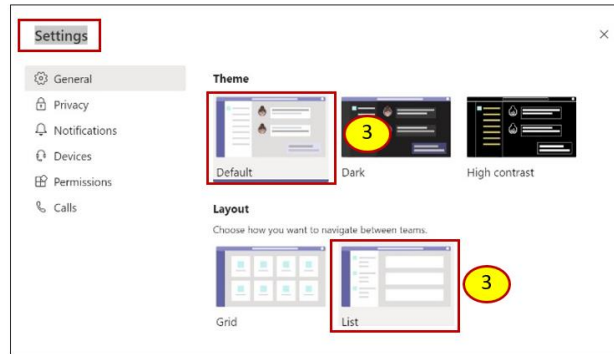 Settings
General
Privacy
Notifications
Devices
Permissions
Calls
Theme
3
Default
Dark
High contrast
Layout
Choose how you want to navigate between teams.
3
Grid
List